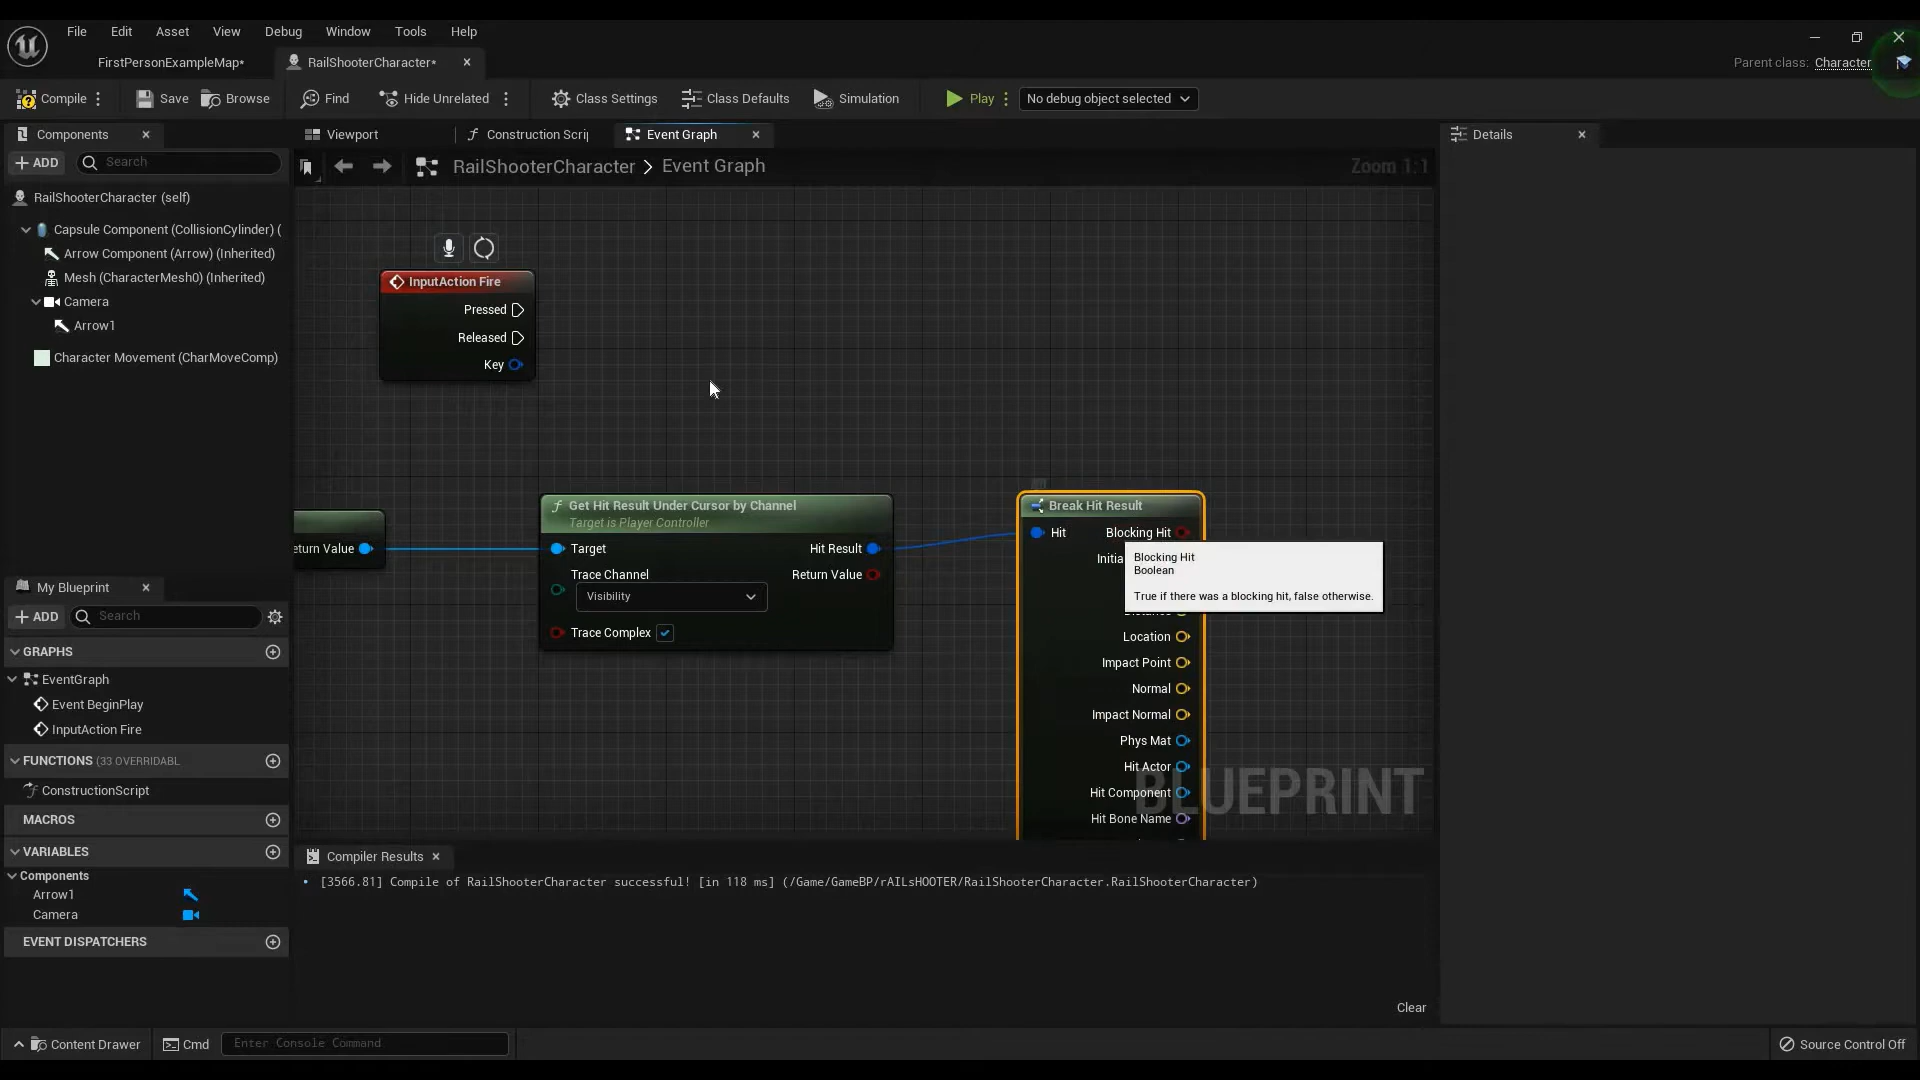 File Edit Asset View Debug Window Tools Help
FirstPersonExampleMap*
RailShooterCharacter*
Parent class: Character
Compile
Save
Browse
Find
Hide Unrelated
Class Settings
Class Defaults
Simulation
Play
No debug object selected
Components
Viewport
Construction Scri
Event Graph
Details
ADD
Search
RailShooterCharacter > Event Graph
Zoom 1:1
RailShooterCharacter (self)
Capsule Component (CollisionCylinder) (
Arrow Component (Arrow) (Inherited)
Mesh (CharacterMesh0) (Inherited)
Camera
Arrow1
Character Movement (CharMoveComp)
InputAction Fire
Pressed
Released
Key
eturn Value
Get Hit Result Under Cursor by Channel
Target is Player Controller
Target
Hit Result
Trace Channel
Return Value
Visibility
Trace Complex
Break Hit Result
Hit
Blocking Hit
Initia
Blocking Hit
Boolean
True if there was a blocking hit, false otherwise.
Location
Impact Point
Normal
Impact Normal
Phys Mat
Hit Actor
Hit Component
Hit Bone Name
BLUEPRINT
My Blueprint
ADD
Search
GRAPHS
EventGraph
Event BeginPlay
InputAction Fire
FUNCTIONS (33 OVERRIDABL
ConstructionScript
MACROS
VARIABLES
Components
Arrow1
Camera
EVENT DISPATCHERS
Compiler Results
[3566.81] Compile of RailShooterCharacter successful! [in 118 ms] (/Game/GameBP/rAILsHOOTER/RailShooterCharacter.RailShooterCharacter)
Clear
Content Drawer
Cmd
Enter Console Command
Source Control Off